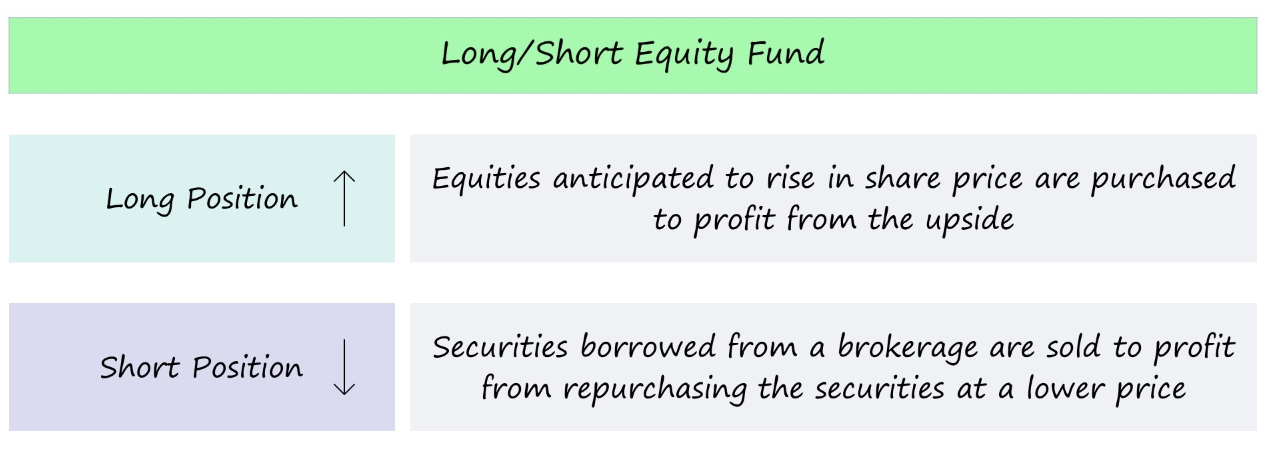 Long/Short Equity Fund
Long Position
Equities anticipated to rise in share price are purchased
to profit from the upside
Short Position
Securities borrowed from a brokerage are sold to profit
from repurchasing the securities at a lower price